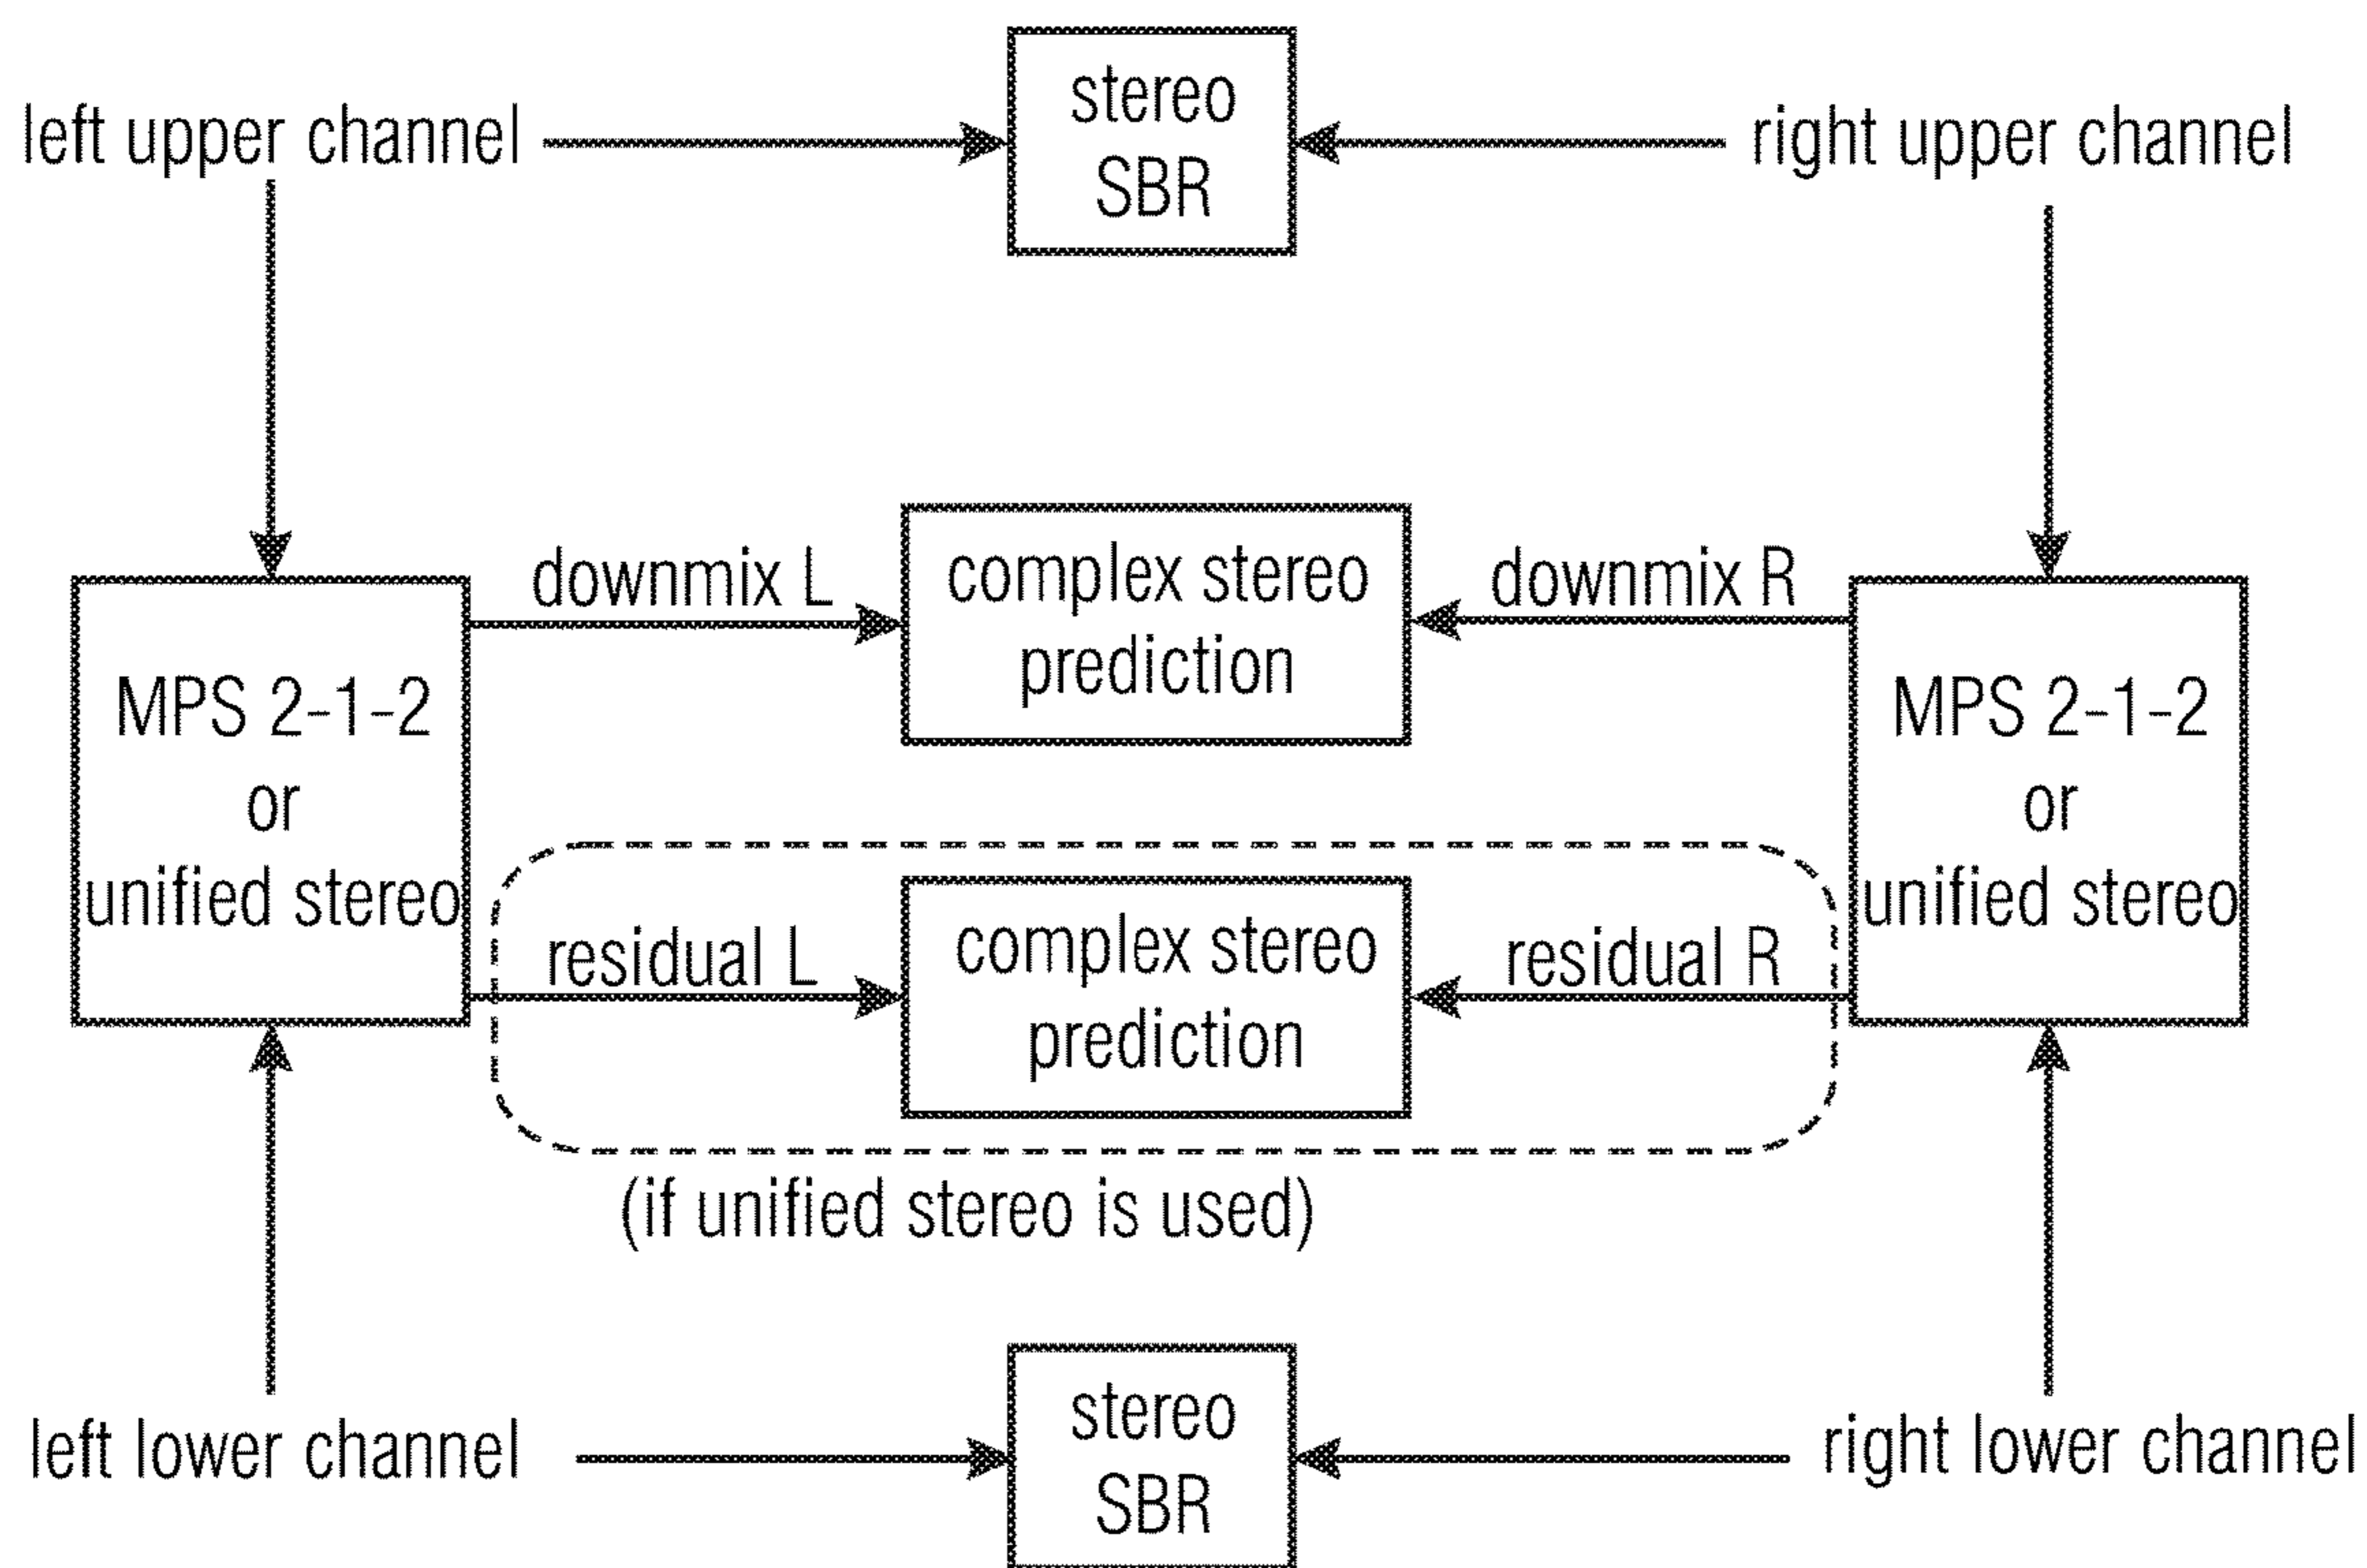 stereo
SBR
left upper channel
right upper channel
downmix L
complex stereo
prediction
downmix R
MPS 2-1-2
or
unified stereo
MPS 2-1-2
or
unified stereo
residual L
complex stereo
prediction
residual R
(if unified stereo is used)
left lower channel
stereo
SBR
right lower channel